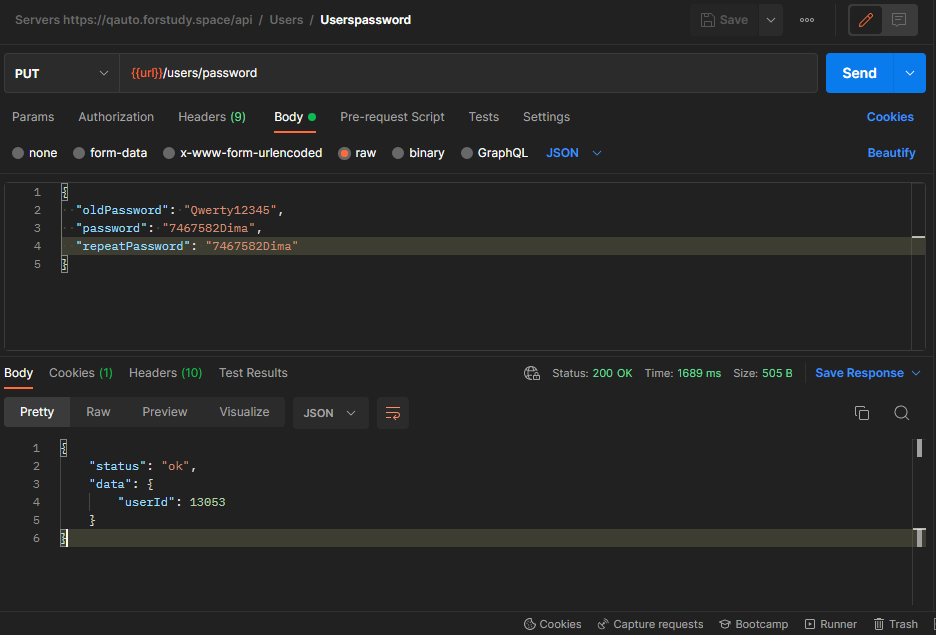 Servers https://qauto.forstudy.space/api / Users / Userspassword
Save
PUT
{{url}}/users/password
Send
Params Authorization Headers (9) Body Pre-request Script Tests Settings Cookies
none form-data x-www-form-urlencoded raw binary GraphQL JSON Beautify
1 {
2 "oldPassword": "Qwerty12345",
3 "password": "7467582Dima",
4 "repeatPassword": "7467582Dima"
5 }
Body Cookies (1) Headers (10) Test Results Status: 200 OK Time: 1689 ms Size: 505 B Save Response
Pretty Raw Preview Visualize JSON
1 {
2 "status": "ok",
3 "data": {
4 "userId": 13053
5 }
6 }
Cookies Capture requests Bootcamp Runner Trash